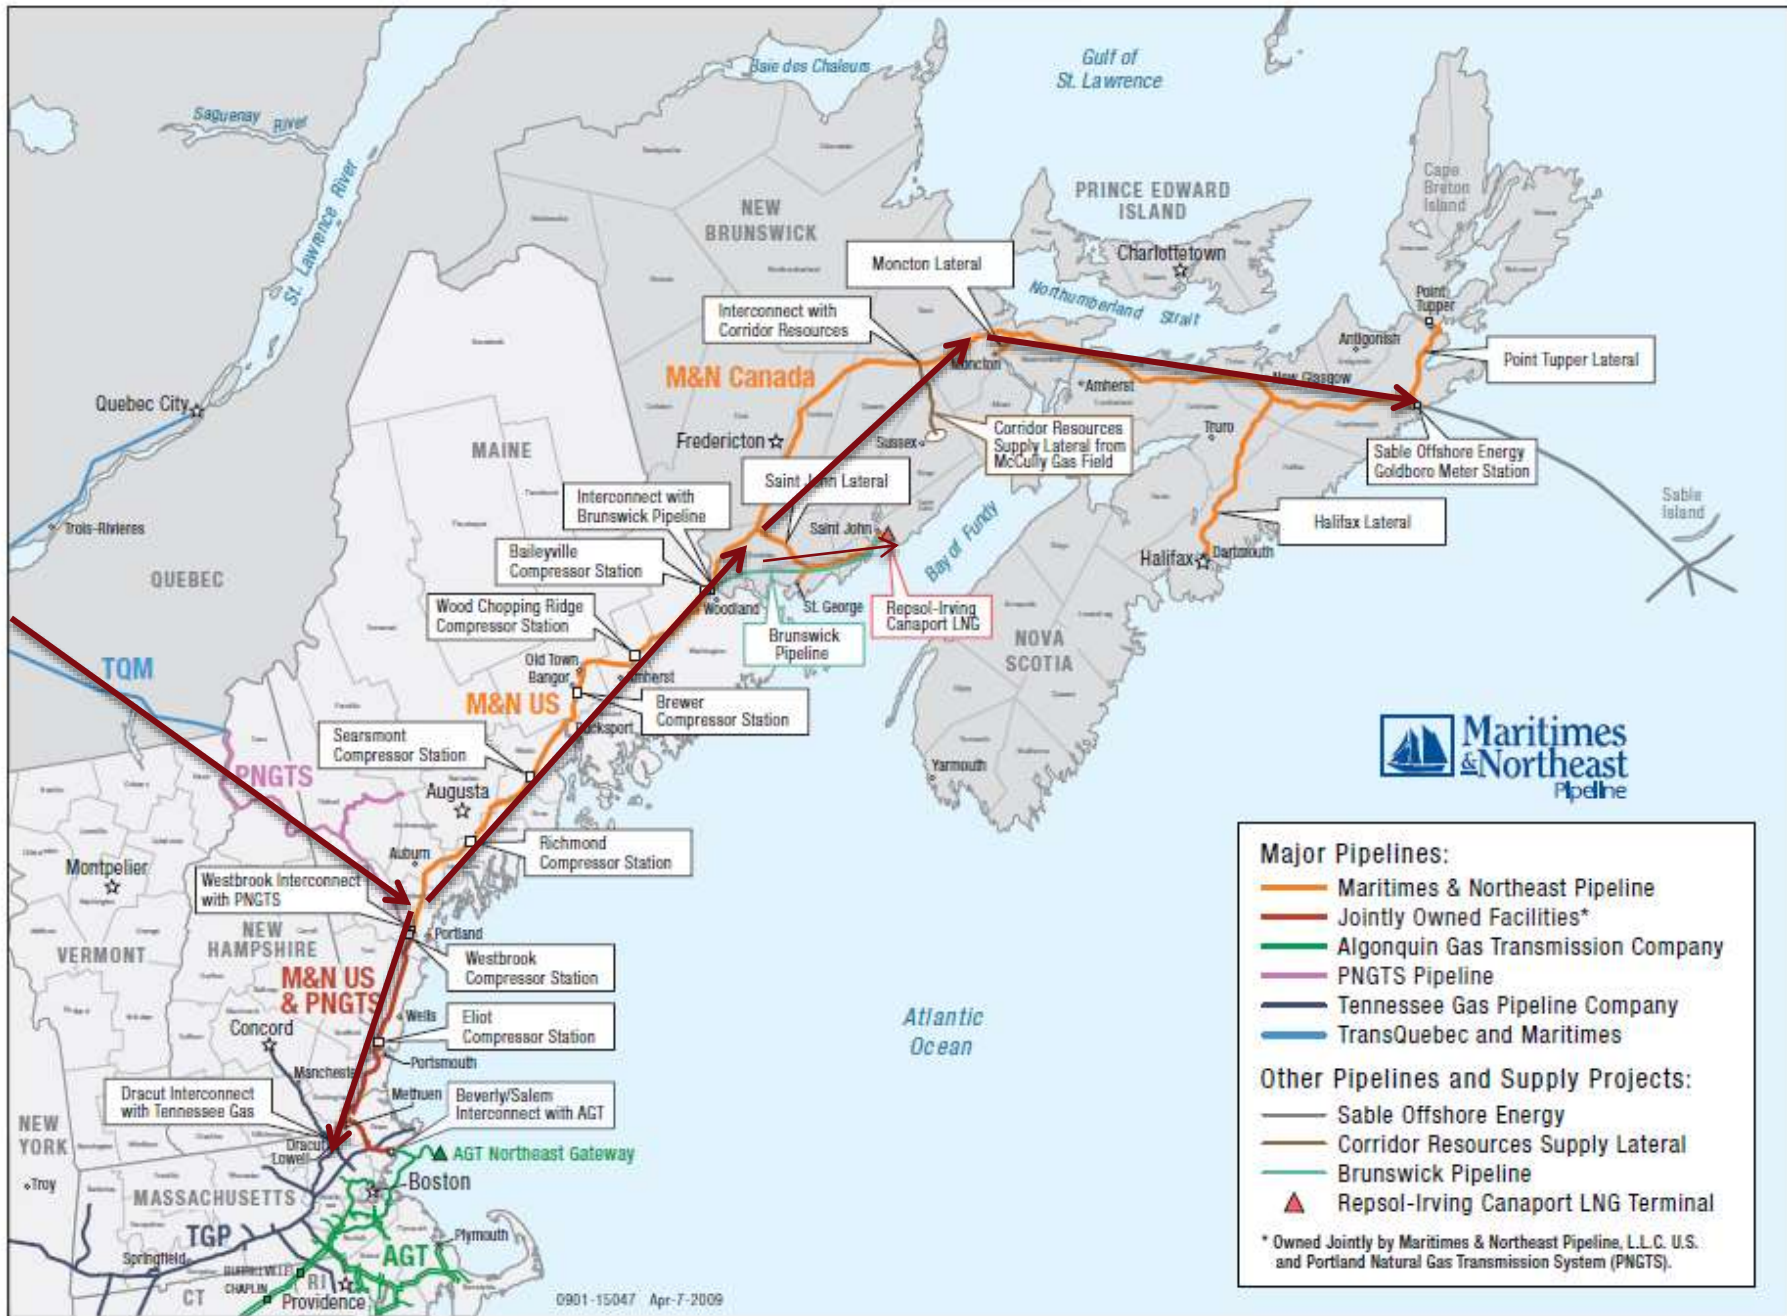 Baie des Chaleurs
Gulf of
St. Lawrence
Saguenay
River
St. Lawrence River
Cape
Breton
Island
PRINCE EDWARD
ISLAND
NEW
BRUNSWICK
Charlottetown
Moncton Lateral
Northumberland Strait
Point
Tupper
Interconnect with
Corridor Resources
Antigonish
Point Tupper Lateral
M&N Canada
Moncton
Amherst
New Glasgow
Quebec City
Fredericton
Sussex
Corridor Resources
Supply Lateral from
McCully Gas Field
Truro
Sable Offshore Energy
Goldboro Meter Station
MAINE
Saint John Lateral
Interconnect with
Brunswick Pipeline
Sable
Island
Trois-Rivieres
Saint John
Halifax Lateral
Baileyville
Compressor Station
Bay of Fundy
Halifax
Dartmouth
QUEBEC
Wood Chopping Ridge
Compressor Station
Woodland
St. George
Repsol-Irving
Canaport LNG
Brunswick
Pipeline
NOVA
SCOTIA
TQM
Old Town
Bangor
Amherst
M&N US
Brewer
Compressor Station
Bucksport
Searsmont
Compressor Station
Yarmouth
Maritimes
&Northeast
Pipeline
PNGTS
Augusta
Richmond
Compressor Station
Auburn
Montpelier
Westbrook Interconnect
with PNGTS
Portland
VERMONT
NEW
HAMPSHIRE
Westbrook
Compressor Station
M&N US
& PNGTS
Wells
Eliot
Compressor Station
Concord
Portsmouth
Atlantic
Ocean
Manchester
Dracut Interconnect
with Tennessee Gas
Methuen
Beverly/Salem
Interconnect with AGT
NEW
YORK
Dracut
Lowell
AGT Northeast Gateway
Troy
MASSACHUSETTS
Boston
TGP
Springfield
Plymouth
AGT
BURRILLVILLE
CHAPLIN
RI
CT
Providence
0901-15047 Apr-7-2009
Major Pipelines:
Maritimes & Northeast Pipeline
Jointly Owned Facilities*
Algonquin Gas Transmission Company
PNGTS Pipeline
Tennessee Gas Pipeline Company
TransQuebec and Maritimes
Other Pipelines and Supply Projects:
Sable Offshore Energy
Corridor Resources Supply Lateral
Brunswick Pipeline
Repsol-Irving Canaport LNG Terminal
* Owned Jointly by Maritimes & Northeast Pipeline, L.L.C. U.S.
and Portland Natural Gas Transmission System (PNGTS).